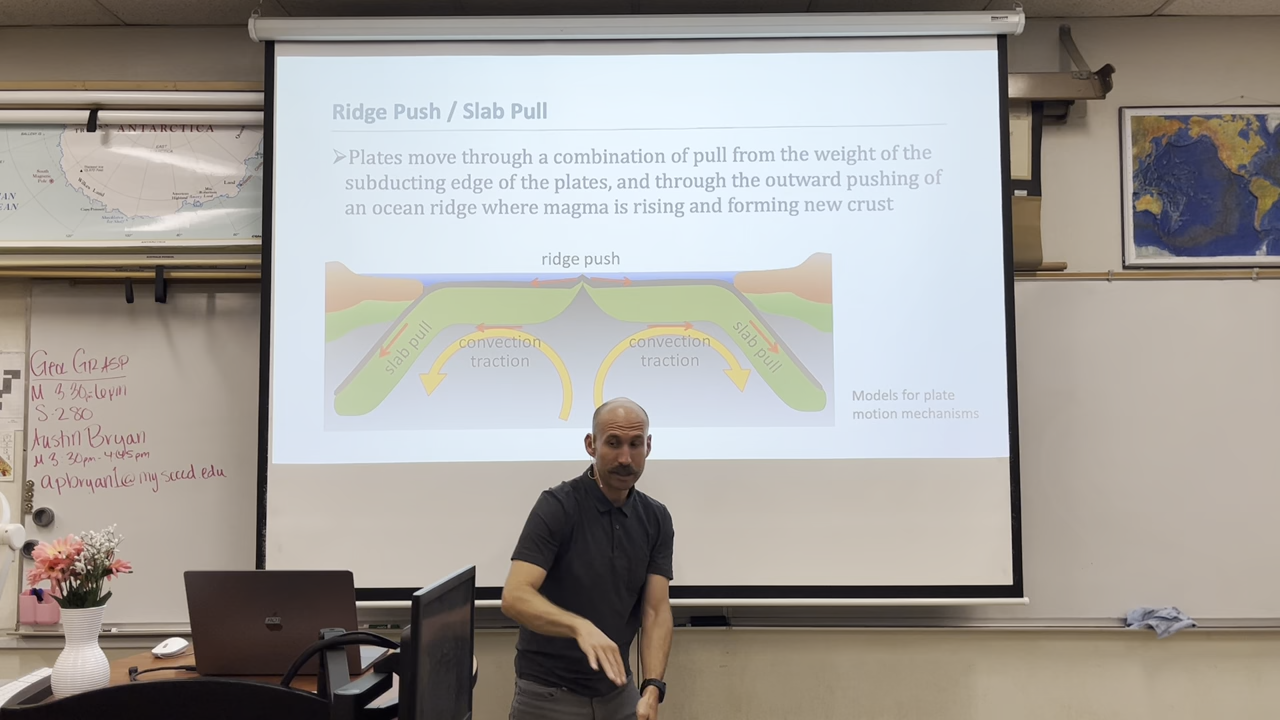 Ridge Push / Slab Pull
➢Plates move through a combination of pull from the weight of the
subducting edge of the plates, and through the outward pushing of
an ocean ridge where magma is rising and forming new crust
ridge push
slab pull
convection
traction
convection
traction
slab pull
Models for plate
motion mechanisms
ANTARCTICA
Geol GRASP
M 3:30-6pm
S-280
Austin Bryan
M 3:30pm-4:45pm
apbryan1@my.scccd.edu